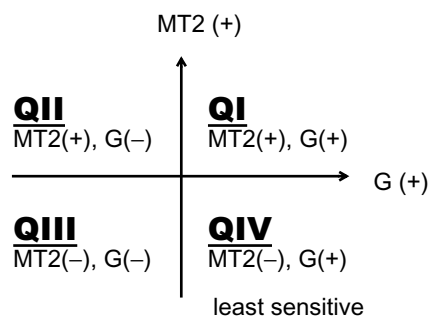 MT2 (+)
QII
MT2(+), G(–)
QI
MT2(+), G(+)
G (+)
QIII
MT2(–), G(–)
QIV
MT2(–), G(+)
least sensitive